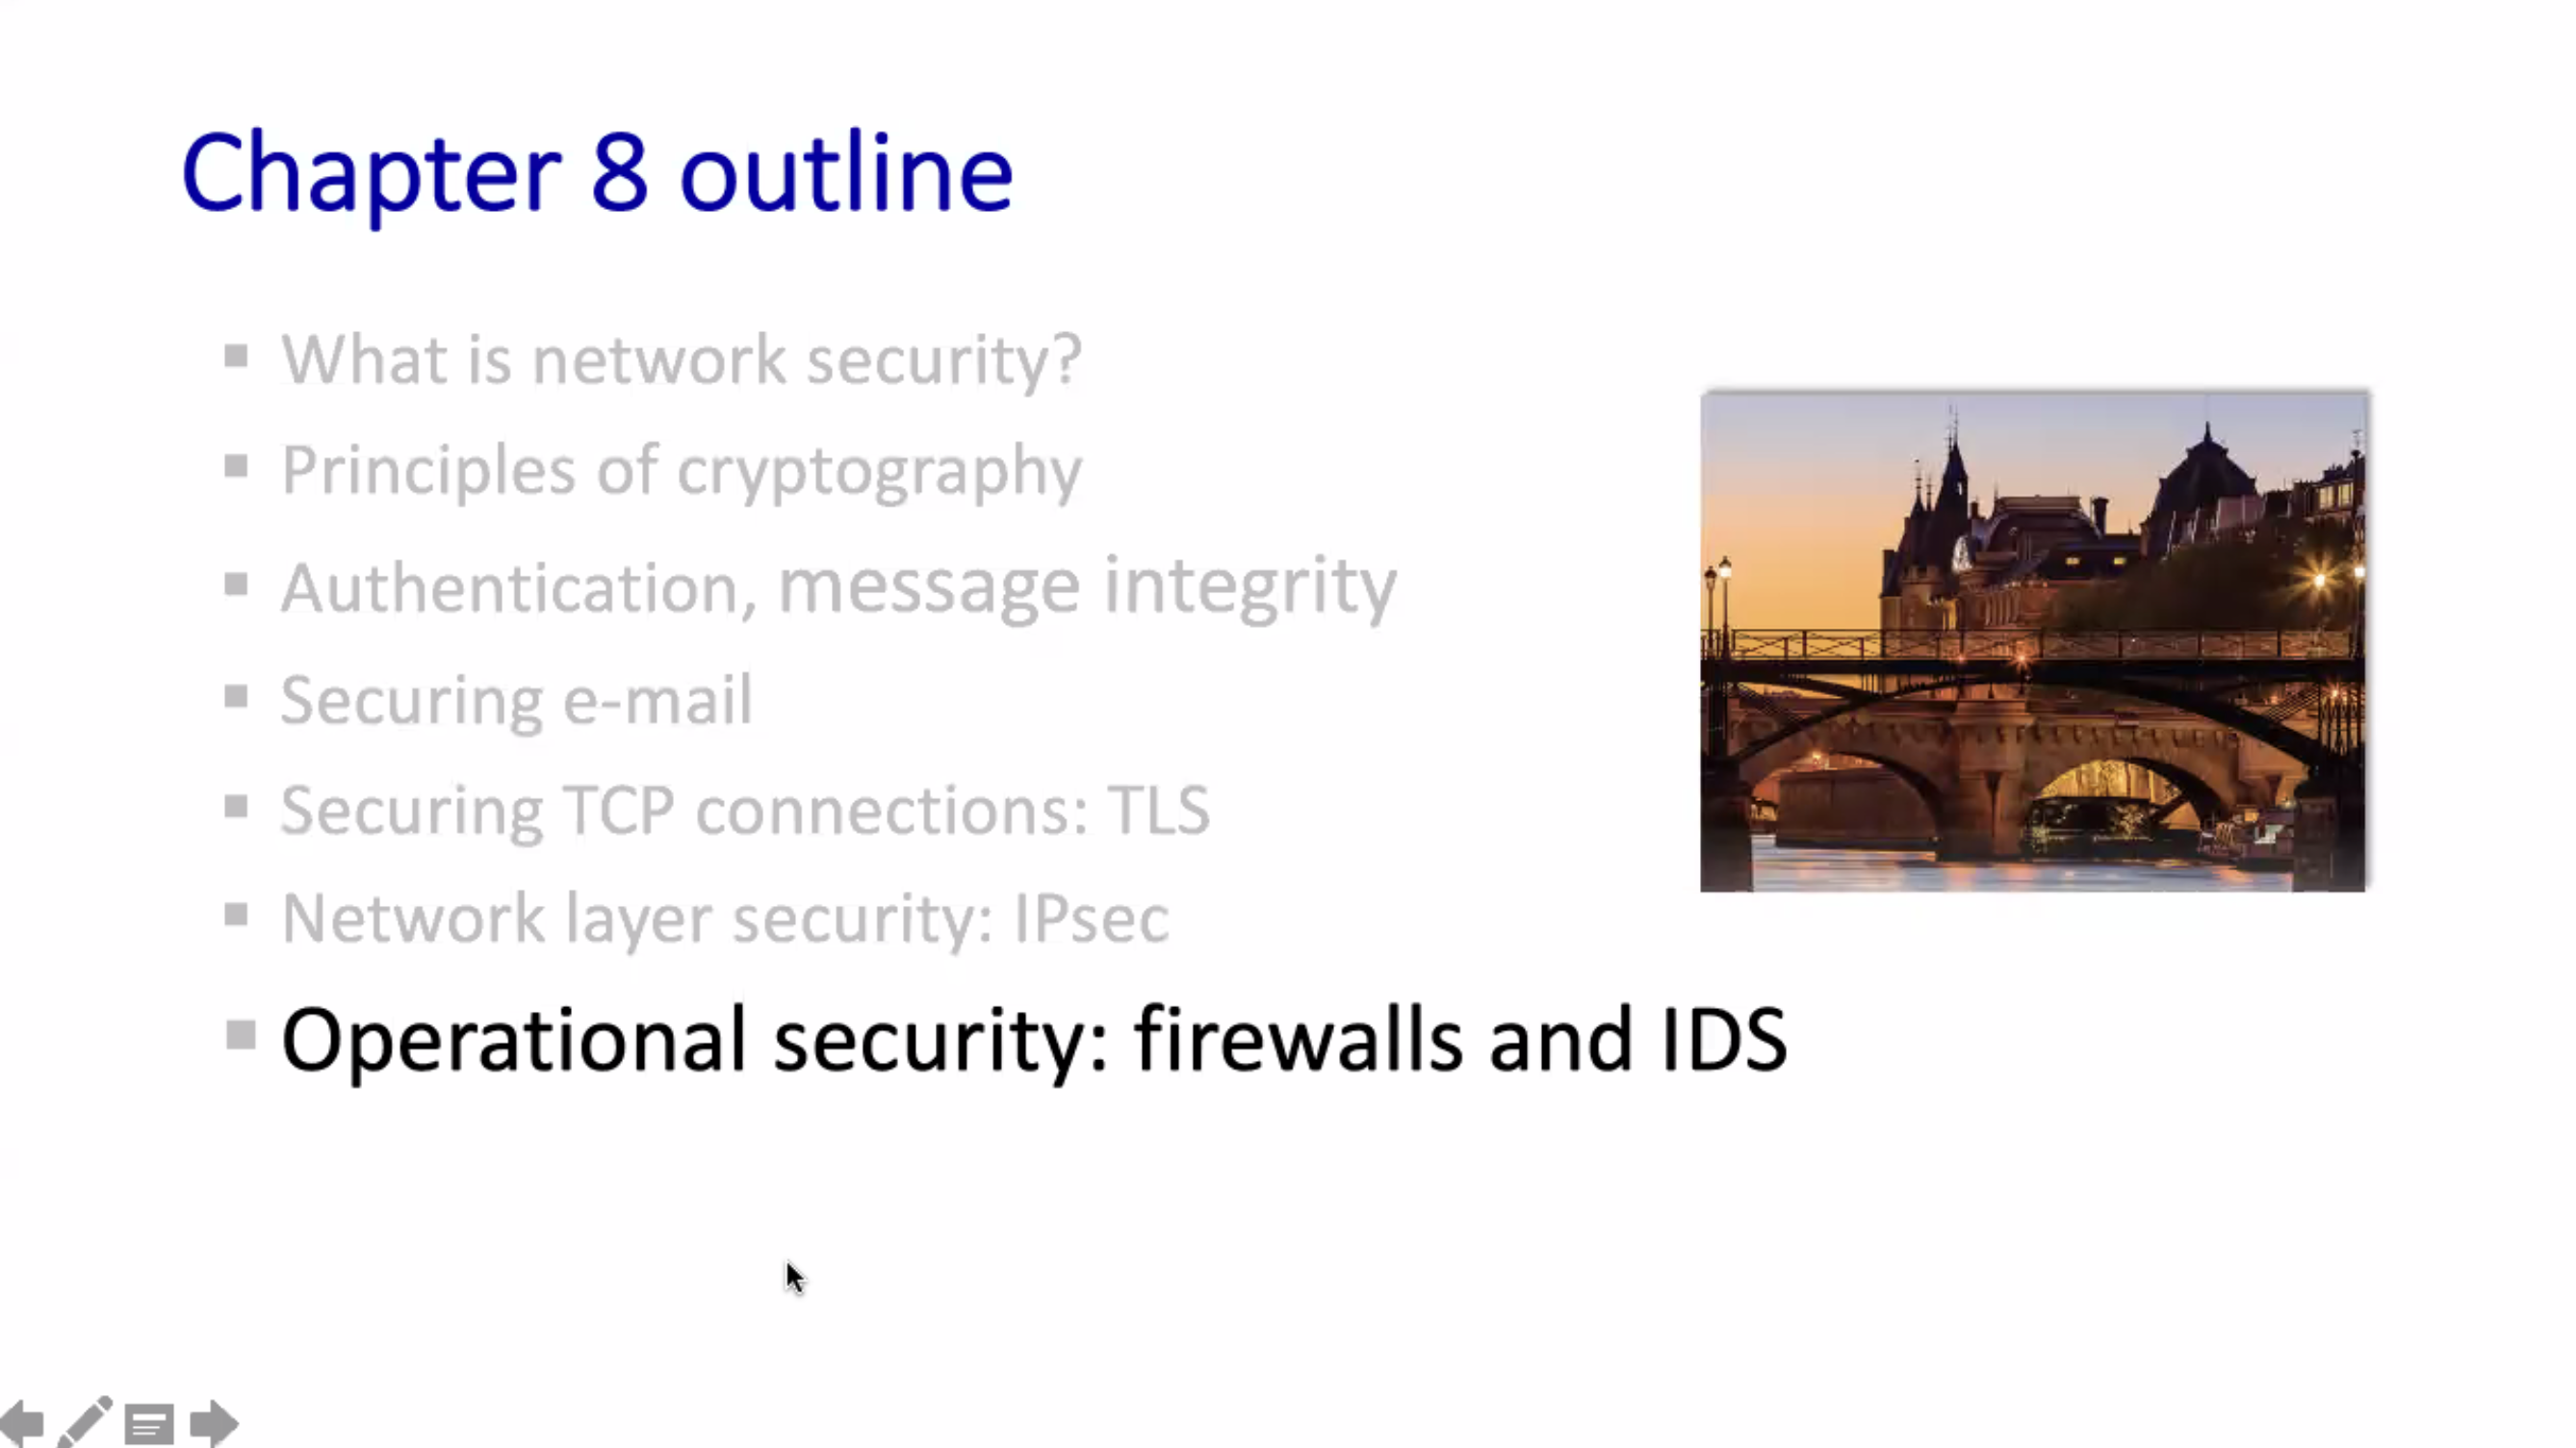 Chapter 8 outline
▪ What is network security?
▪ Principles of cryptography
▪ Authentication, message integrity
▪ Securing e-mail
▪ Securing TCP connections: TLS
▪ Network layer security: IPsec
▪ Operational security: firewalls and IDS